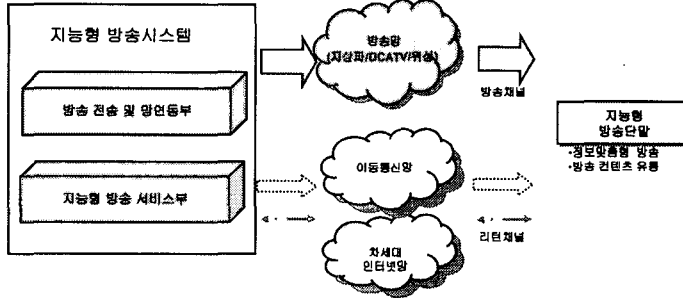 지능형 방송시스템
방송 전송 및 망연동부
지능형 방송 서비스부
방송망
(지상파/DCATV/위성)
방송채널
이동통신망
차세대
인터넷망
리턴채널
지능형
방송단말
·정보맞춤형 방송
·방송 컨텐츠 유통